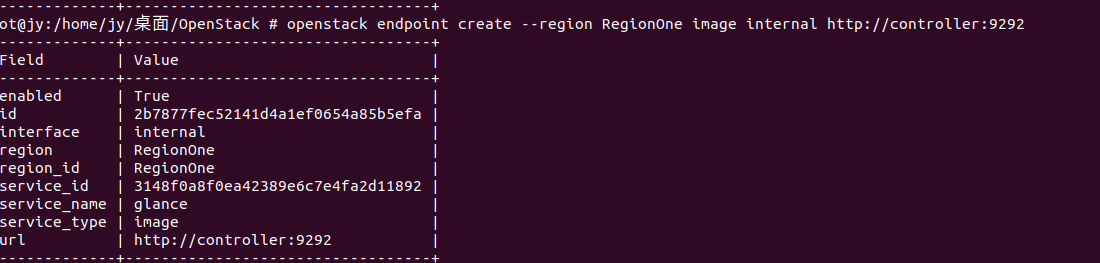 -------------+----------------------------------+
ot@jy:/home/jy/桌面/OpenStack # openstack endpoint create --region RegionOne image internal http://controller:9292
-------------+----------------------------------+
Field        | Value                            |
-------------+----------------------------------+
enabled      | True                             |
id           | 2b7877fec52141d4a1ef0654a85b5efa |
interface    | internal                         |
region       | RegionOne                        |
region_id    | RegionOne                        |
service_id   | 3148f0a8f0ea42389e6c7e4fa2d11892 |
service_name | glance                           |
service_type | image                            |
url          | http://controller:9292           |
-------------+----------------------------------+